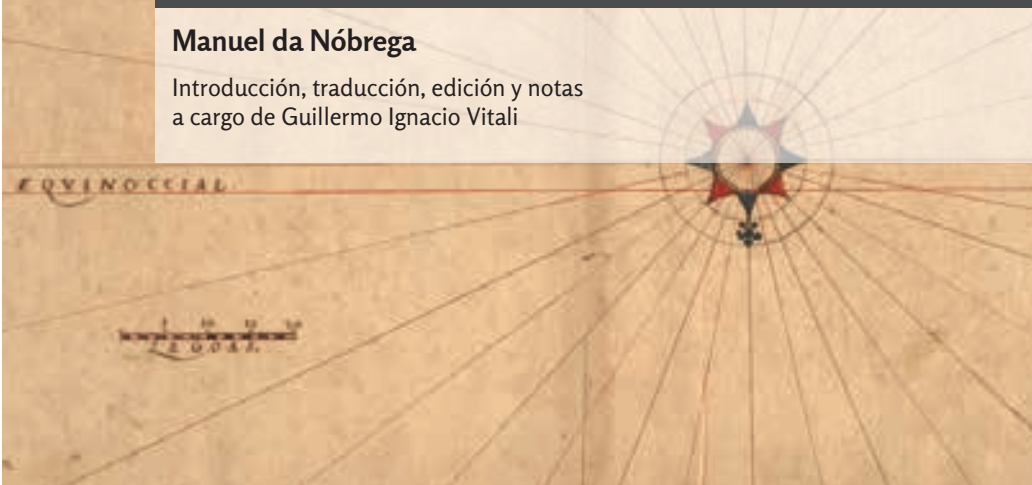 Manuel da Nóbrega
Introducción, traducción, edición y notas
a cargo de Guillermo Ignacio Vitali
EQVINOCCIAL
LEGOAS